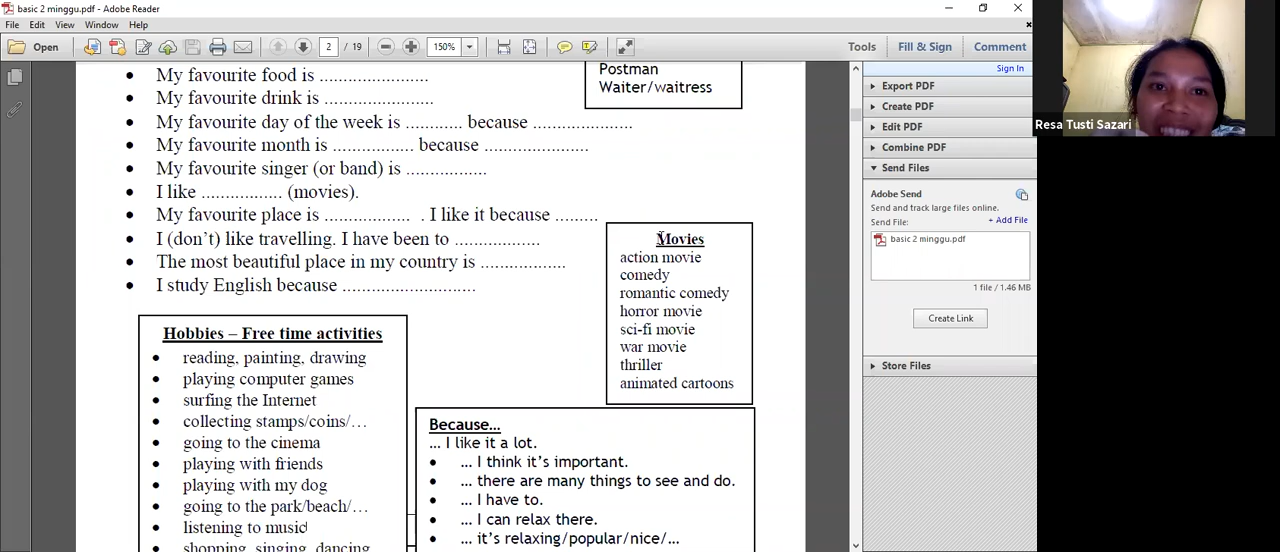 basic 2 minggu.pdf - Adobe Reader
File Edit View Window Help
Open 2 / 19 150% Tools Fill & Sign Comment
Sign In
Export PDF
Create PDF
Edit PDF
Combine PDF
Send Files
Adobe Send
Send and track large files online.
Send File: + Add File
basic 2 minggu.pdf
1 file / 1.46 MB
Create Link
Store Files
Resa Tusti Sazari
Postman
Waiter/waitress
• My favourite food is ......................
• My favourite drink is ......................
• My favourite day of the week is ........... because ....................
• My favourite month is ................ because .....................
• My favourite singer (or band) is ................
• I like ................ (movies).
• My favourite place is ................ . I like it because .........
• I (don’t) like travelling. I have been to .................
• The most beautiful place in my country is .................
• I study English because ...........................
Movies
action movie
comedy
romantic comedy
horror movie
sci-fi movie
war movie
thriller
animated cartoons
Hobbies – Free time activities
• reading, painting, drawing
• playing computer games
• surfing the Internet
• collecting stamps/coins/…
• going to the cinema
• playing with friends
• playing with my dog
• going to the park/beach/…
• listening to music
• shopping, singing, dancing
Because…
… I like it a lot.
• … I think it’s important.
• … there are many things to see and do.
• … I have to.
• … I can relax there.
• … it’s relaxing/popular/nice/…